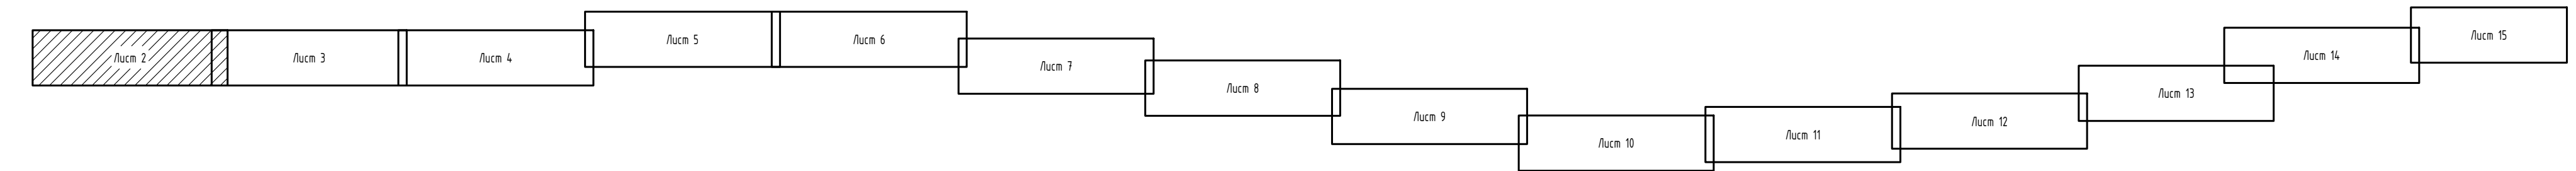 Лист 2
Лист 3
Лист 4
Лист 5
Лист 6
Лист 7
Лист 8
Лист 9
Лист 10
Лист 11
Лист 12
Лист 13
Лист 14
Лист 15